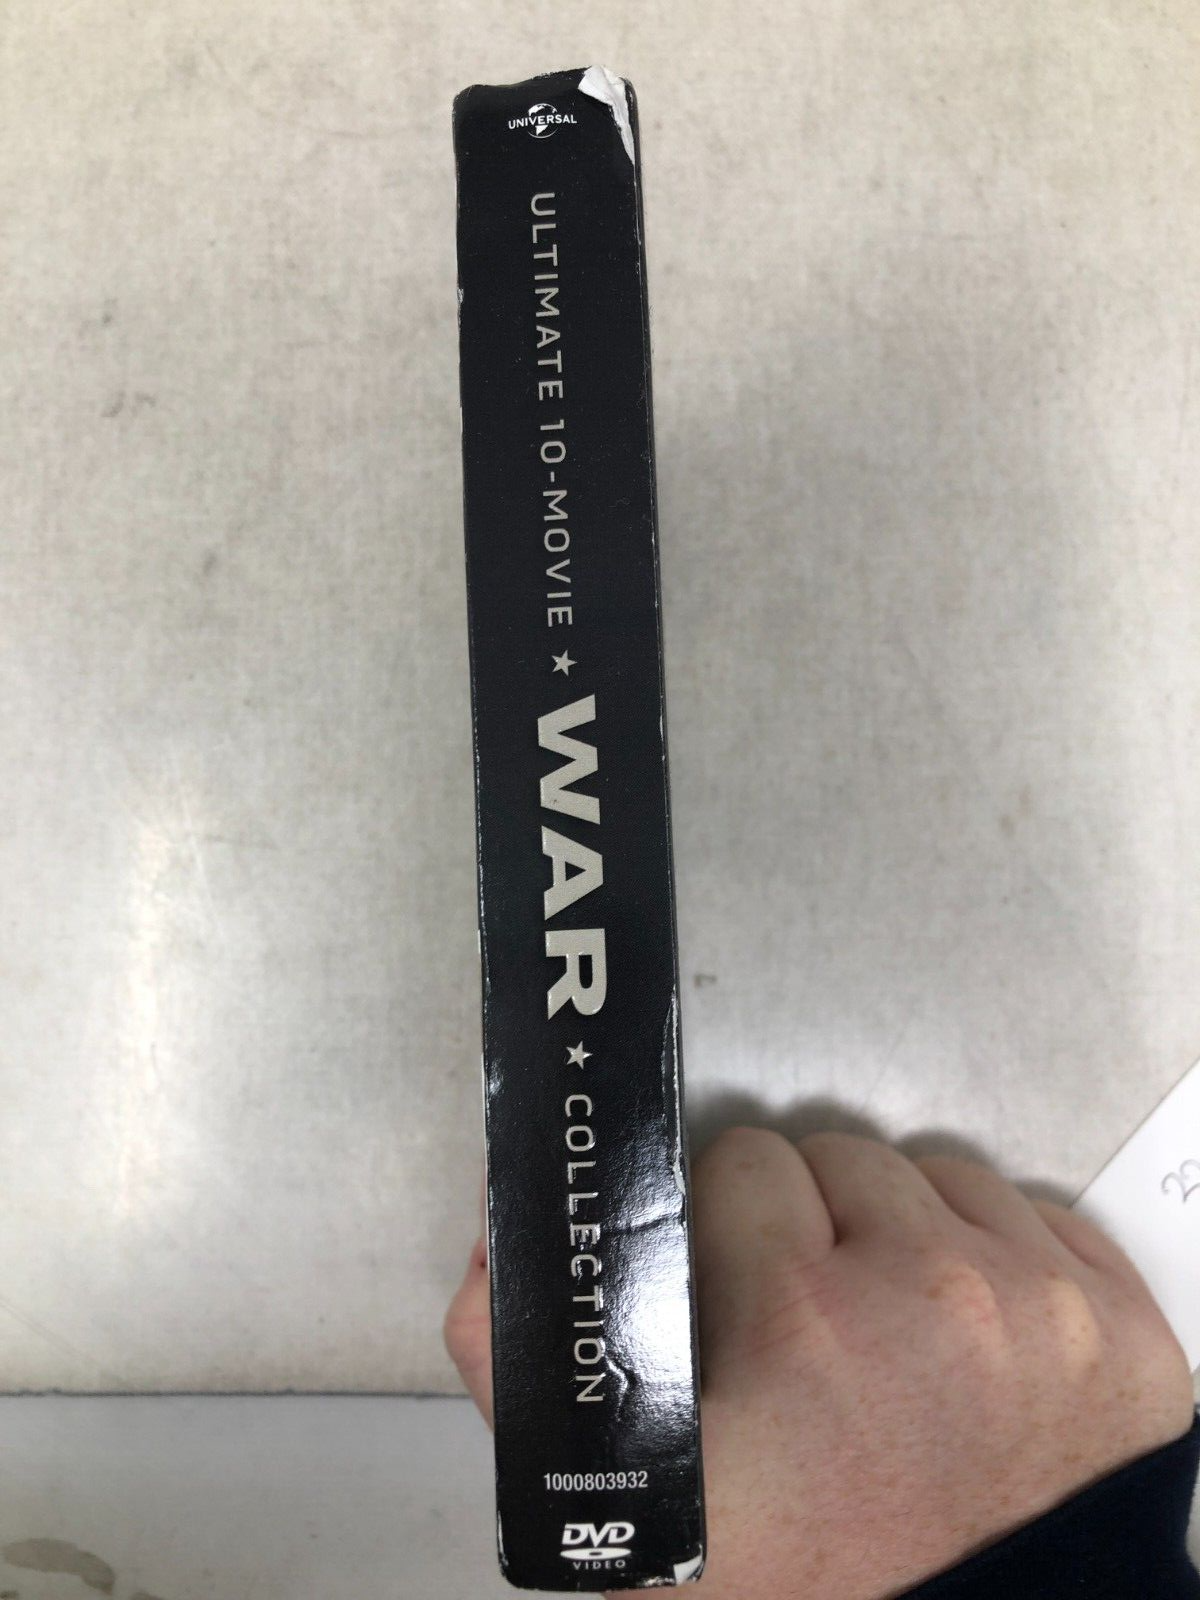 UNIVERSAL
ULTIMATE 10-MOVIE ★ WAR ★ COLLECTION
1000803932
DVD
VIDEO